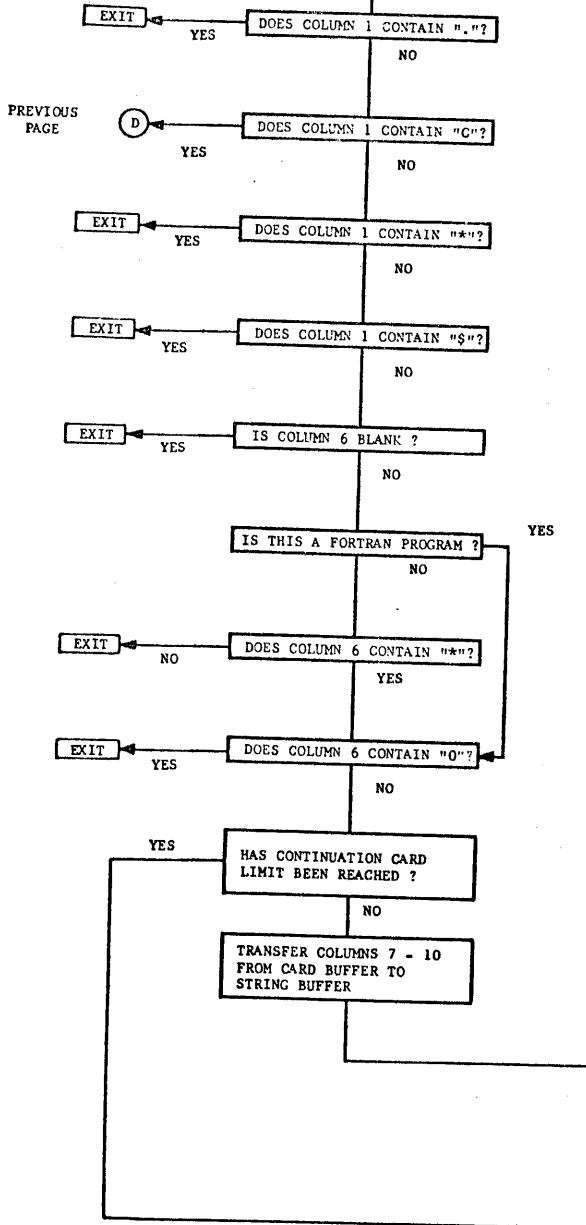 EXIT
YES
DOES COLUMN 1 CONTAIN "."?
NO
PREVIOUS
PAGE
D
YES
DOES COLUMN 1 CONTAIN "C"?
NO
EXIT
YES
DOES COLUMN 1 CONTAIN "*"?
NO
EXIT
YES
DOES COLUMN 1 CONTAIN "$"?
NO
EXIT
YES
IS COLUMN 6 BLANK ?
NO
IS THIS A FORTRAN PROGRAM ?
YES
NO
EXIT
NO
DOES COLUMN 6 CONTAIN "*"?
YES
EXIT
YES
DOES COLUMN 6 CONTAIN "0"?
NO
YES
HAS CONTINUATION CARD
LIMIT BEEN REACHED ?
NO
TRANSFER COLUMNS 7 - 10
FROM CARD BUFFER TO
STRING BUFFER